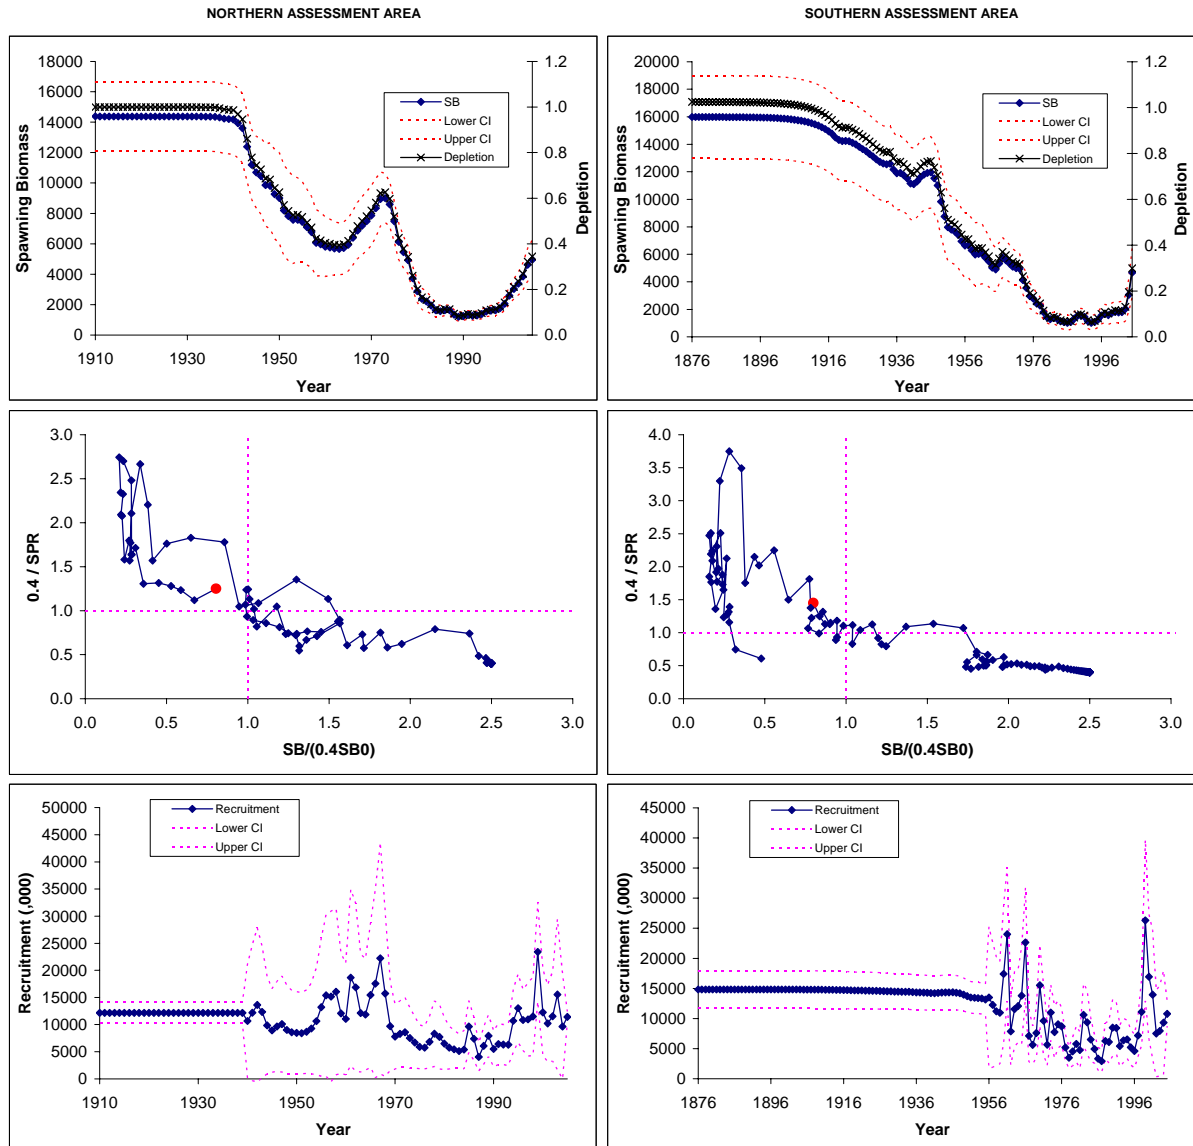 NORTHERN ASSESSMENT AREA
SOUTHERN ASSESSMENT AREA
18000
16000
14000
12000
10000
8000
6000
4000
2000
0
Spawning Biomass
1.2
1.0
0.8
0.6
0.4
0.2
0.0
Depletion
SB
Lower CI
Upper CI
Depletion
1910 1930 1950 1970 1990
Year
20000
18000
16000
14000
12000
10000
8000
6000
4000
2000
0
Spawning Biomass
1.2
1.0
0.8
0.6
0.4
0.2
0.0
Depletion
SB
Lower CI
Upper CI
Depletion
1876 1896 1916 1936 1956 1976 1996
Year
3.0
2.5
2.0
1.5
1.0
0.5
0.0
0.4 / SPR
0.0 0.5 1.0 1.5 2.0 2.5 3.0
SB/(0.4SB0)
4.0
3.5
3.0
2.5
2.0
1.5
1.0
0.5
0.0
0.4 / SPR
0.0 0.5 1.0 1.5 2.0 2.5 3.0
SB/(0.4SB0)
50000
45000
40000
35000
30000
25000
20000
15000
10000
5000
0
Recruitment (,000)
Recruitment
Lower CI
Upper CI
1910 1930 1950 1970 1990
Year
45000
40000
35000
30000
25000
20000
15000
10000
5000
0
Recruitment (,000)
Recruitment
Lower CI
Upper CI
1876 1896 1916 1936 1956 1976 1996
Year